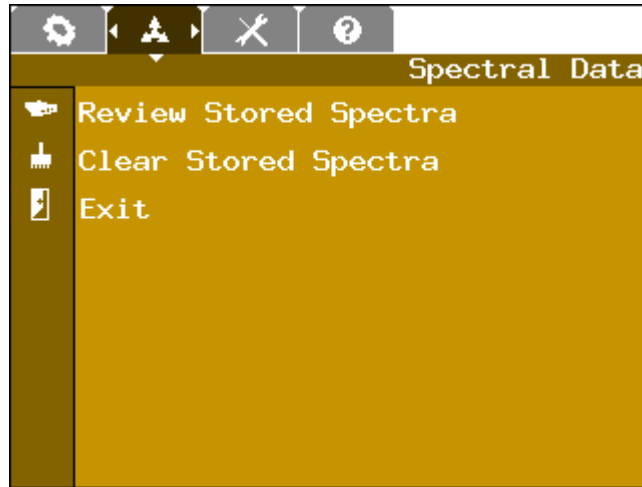 Spectral Data
Review Stored Spectra
Clear Stored Spectra
Exit